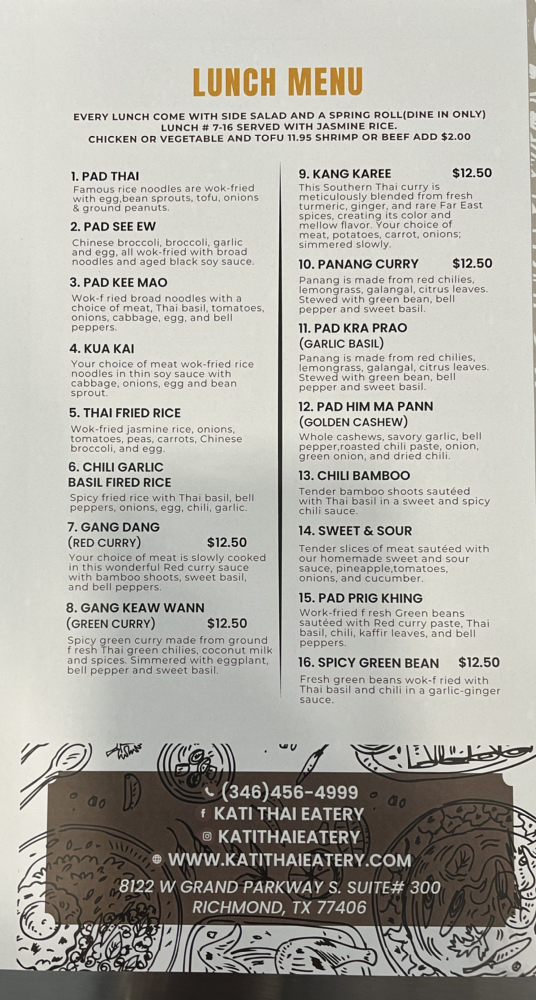 LUNCH MENU
EVERY LUNCH COME WITH SIDE SALAD AND A SPRING ROLL(DINE IN ONLY)
LUNCH # 7-16 SERVED WITH JASMINE RICE.
CHICKEN OR VEGETABLE AND TOFU 11.95 SHRIMP OR BEEF ADD $2.00
1. PAD THAI
Famous rice noodles are wok-fried
with egg,bean sprouts, tofu, onions
& ground peanuts.
2. PAD SEE EW
Chinese broccoli, broccoli, garlic
and egg, all wok-fried with broad
noodles and aged black soy sauce.
3. PAD KEE MAO
Wok-f ried broad noodles with a
choice of meat, Thai basil, tomatoes,
onions, cabbage, egg, and bell
peppers.
4. KUA KAI
Your choice of meat wok-fried rice
noodles in thin soy sauce with
cabbage, onions, egg and bean
sprout.
5. THAI FRIED RICE
Wok-fried jasmine rice, onions,
tomatoes, peas, carrots, Chinese
broccoli, and egg.
6. CHILI GARLIC
BASIL FIRED RICE
Spicy fried rice with Thai basil, bell
peppers, onions, egg, chili, garlic.
7. GANG DANG
(RED CURRY) $12.50
Your choice of meat is slowly cooked
in this wonderful Red curry sauce
with bamboo shoots, sweet basil,
and bell peppers.
8. GANG KEAW WANN
(GREEN CURRY) $12.50
Spicy green curry made from ground
f resh Thai green chilies, coconut milk
and spices. Simmered with eggplant,
bell pepper and sweet basil.
9. KANG KAREE $12.50
This Southern Thai curry is
meticulously blended from fresh
turmeric, ginger, and rare Far East
spices, creating its color and
mellow flavor. Your choice of
meat, potatoes, carrot, onions;
simmered slowly.
10. PANANG CURRY $12.50
Panang is made from red chilies,
lemongrass, galangal, citrus leaves.
Stewed with green bean, bell
pepper and sweet basil.
11. PAD KRA PRAO
(GARLIC BASIL)
Panang is made from red chilies,
lemongrass, galangal, citrus leaves.
Stewed with green bean, bell
pepper and sweet basil.
12. PAD HIM MA PANN
(GOLDEN CASHEW)
Whole cashews, savory garlic, bell
pepper,roasted chili paste, onion,
green onion, and dried chili.
13. CHILI BAMBOO
Tender bamboo shoots sautéed
with Thai basil in a sweet and spicy
chili sauce.
14. SWEET & SOUR
Tender slices of meat sautéed with
our homemade sweet and sour
sauce, pineapple,tomatoes,
onions, and cucumber.
15. PAD PRIG KHING
Work-fried f resh Green beans
sautéed with Red curry paste, Thai
basil, chili, kaffir leaves, and bell
peppers.
16. SPICY GREEN BEAN $12.50
Fresh green beans wok-f ried with
Thai basil and chili in a garlic-ginger
sauce.
(346)456-4999
KATI THAI EATERY
KATITHAIEATERY
WWW.KATITHAIEATERY.COM
8122 W GRAND PARKWAY S. SUITE# 300
RICHMOND, TX 77406